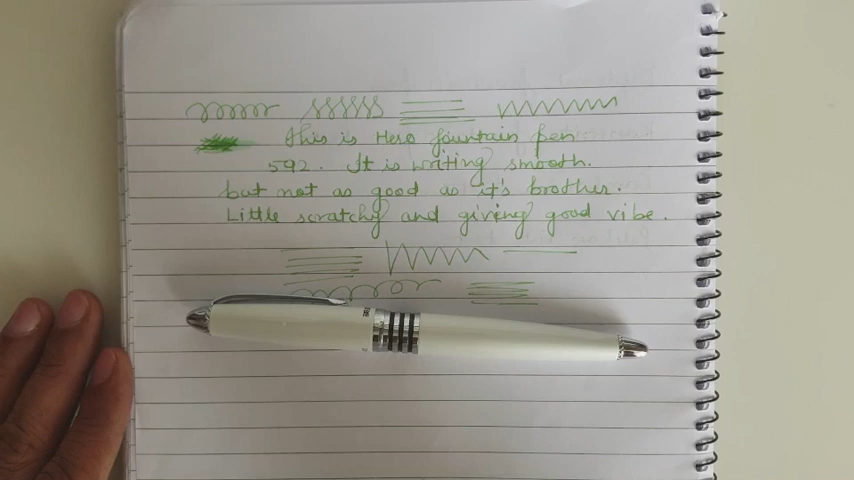 This is Hero fountain pen
592. It is writing smooth.
but not as good as it's brother.
Little scratchy and giving good vibe.